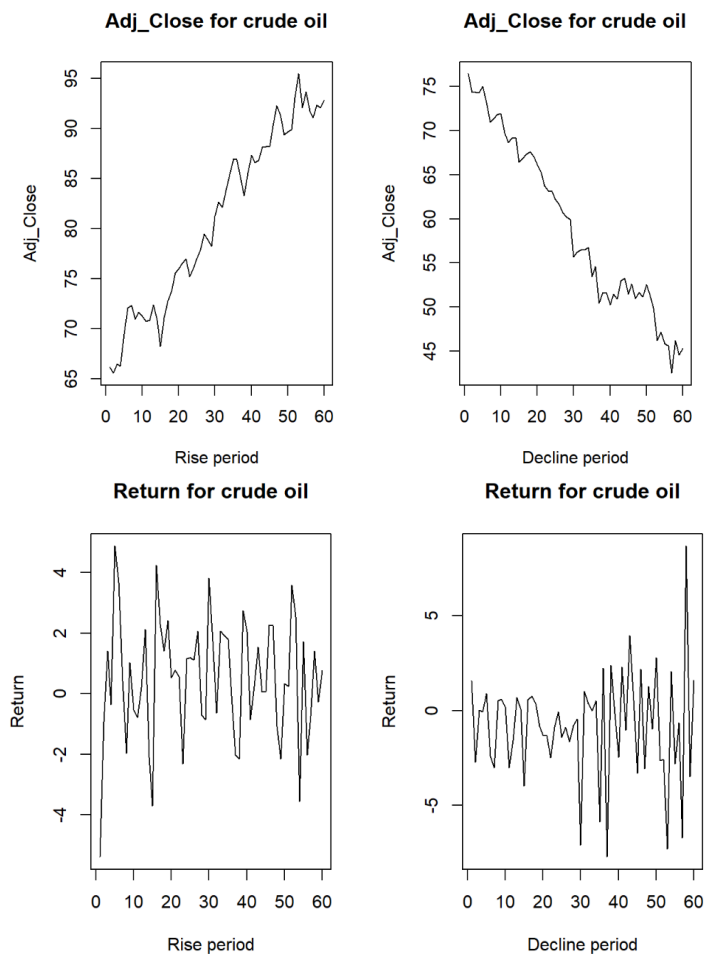 Adj_Close for crude oil
Adj_Close
65 70 75 80 85 90 95
0 10 20 30 40 50 60
Rise period
Adj_Close for crude oil
Adj_Close
45 50 55 60 65 70 75
0 10 20 30 40 50 60
Decline period
Return for crude oil
Return
-4 -2 0 2 4
0 10 20 30 40 50 60
Rise period
Return for crude oil
Return
-5 0 5
0 10 20 30 40 50 60
Decline period